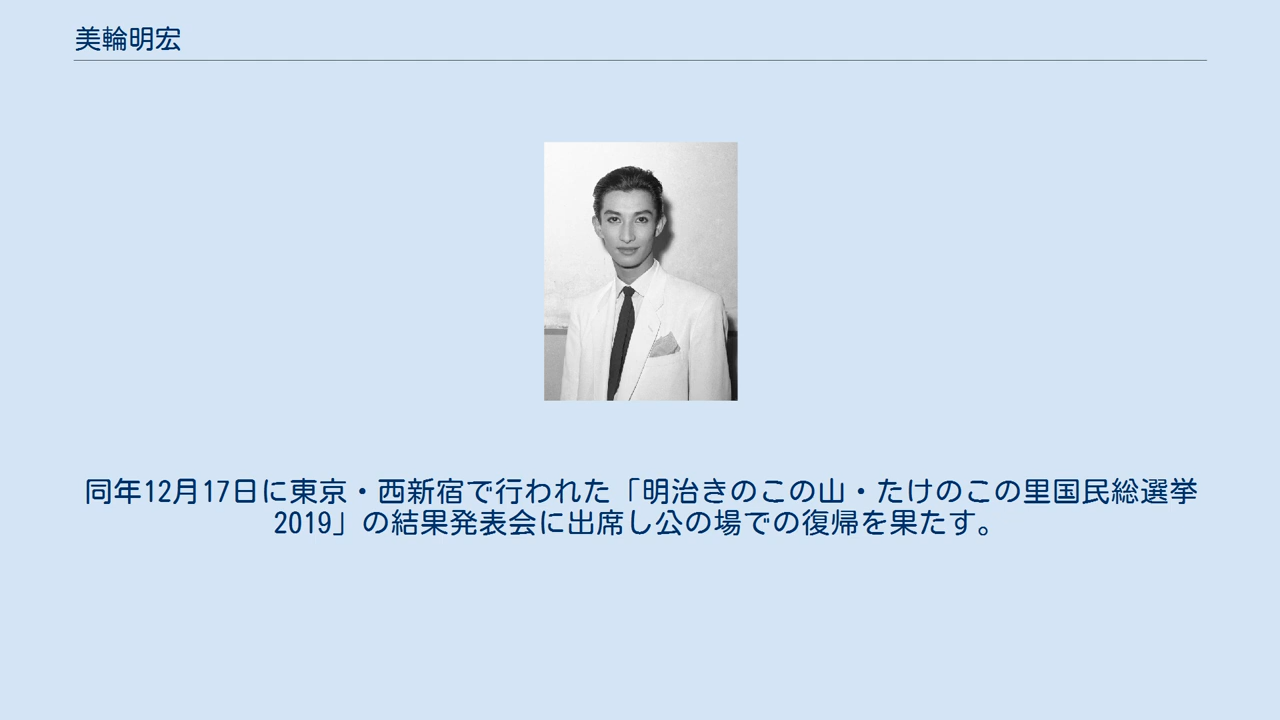 美輪明宏
同年12月17日に東京・西新宿で行われた「明治きのこの山・たけのこの里国民総選挙
2019」の結果発表会に出席し公の場での復帰を果たす。